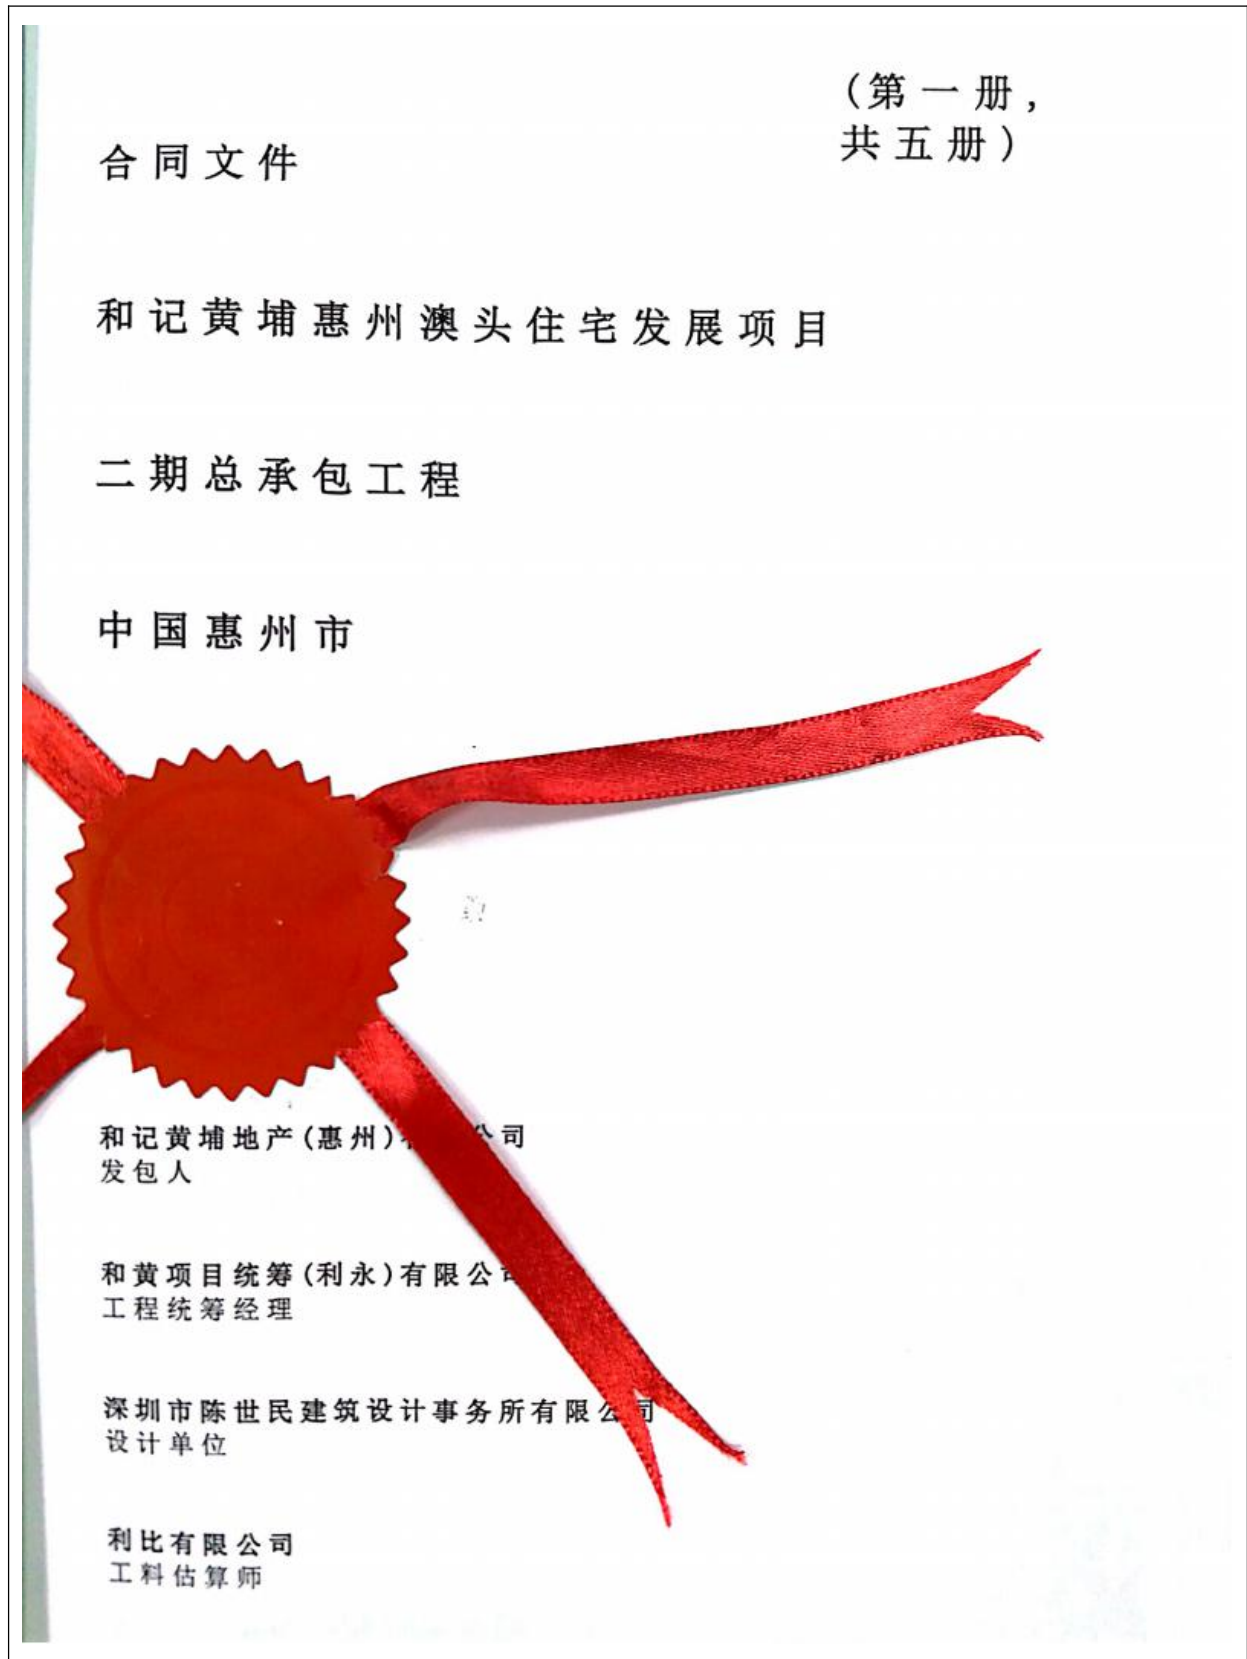 (第一册,
共五册)
合同文件
和记黄埔惠州澳头住宅发展项目
二期总承包工程
中国惠州市
和记黄埔地产(惠州)公司
发包人
和黄项目统筹(利永)有限公司
工程统筹经理
深圳市陈世民建筑设计事务所有限公司
设计单位
利比有限公司
工料估算师